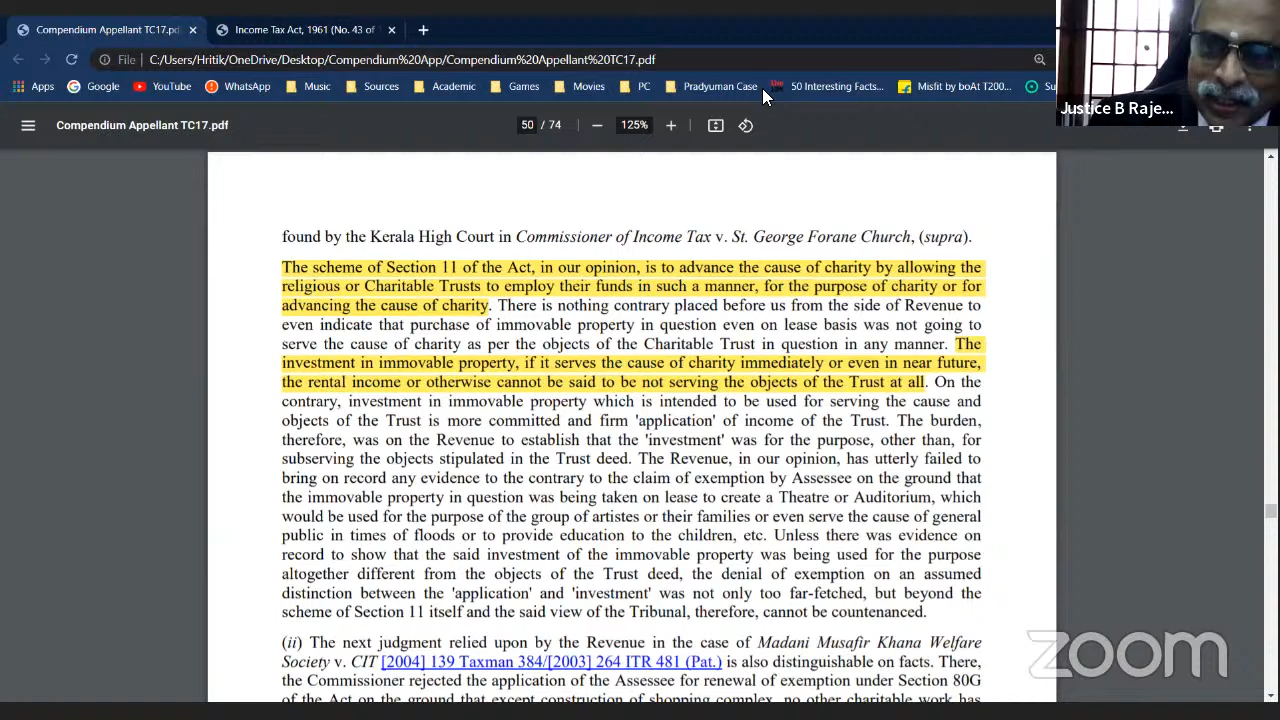 Compendium Appellant TC17.pd
Income Tax Act, 1961 (No. 43 of
File
C:/Users/Hritik/OneDrive/Desktop/Compendium%20App/Compendium%20Appellant%20TC17.pdf
Apps Google YouTube WhatsApp Music Sources Academic Games Movies PC Pradyuman Case Live 50 Interesting Facts... Misfit by boAt T200... Su
Justice B Raje...
Compendium Appellant TC17.pdf 50 / 74 125%
found by the Kerala High Court in Commissioner of Income Tax v. St. George Forane Church, (supra).
The scheme of Section 11 of the Act, in our opinion, is to advance the cause of charity by allowing the
religious or Charitable Trusts to employ their funds in such a manner, for the purpose of charity or for
advancing the cause of charity. There is nothing contrary placed before us from the side of Revenue to
even indicate that purchase of immovable property in question even on lease basis was not going to
serve the cause of charity as per the objects of the Charitable Trust in question in any manner. The
investment in immovable property, if it serves the cause of charity immediately or even in near future,
the rental income or otherwise cannot be said to be not serving the objects of the Trust at all. On the
contrary, investment in immovable property which is intended to be used for serving the cause and
objects of the Trust is more committed and firm 'application' of income of the Trust. The burden,
therefore, was on the Revenue to establish that the 'investment' was for the purpose, other than, for
subserving the objects stipulated in the Trust deed. The Revenue, in our opinion, has utterly failed to
bring on record any evidence to the contrary to the claim of exemption by Assessee on the ground that
the immovable property in question was being taken on lease to create a Theatre or Auditorium, which
would be used for the purpose of the group of artistes or their families or even serve the cause of general
public in times of floods or to provide education to the children, etc. Unless there was evidence on
record to show that the said investment of the immovable property was being used for the purpose
altogether different from the objects of the Trust deed, the denial of exemption on an assumed
distinction between the 'application' and 'investment' was not only too far-fetched, but beyond the
scheme of Section 11 itself and the said view of the Tribunal, therefore, cannot be countenanced.
(ii) The next judgment relied upon by the Revenue in the case of Madani Musafir Khana Welfare
Society v. CIT [2004] 139 Taxman 384/[2003] 264 ITR 481 (Pat.) is also distinguishable on facts. There,
the Commissioner rejected the application of the Assessee for renewal of exemption under Section 80G
of the Act on the ground that except construction of shopping complex, no other charitable work has
zoom